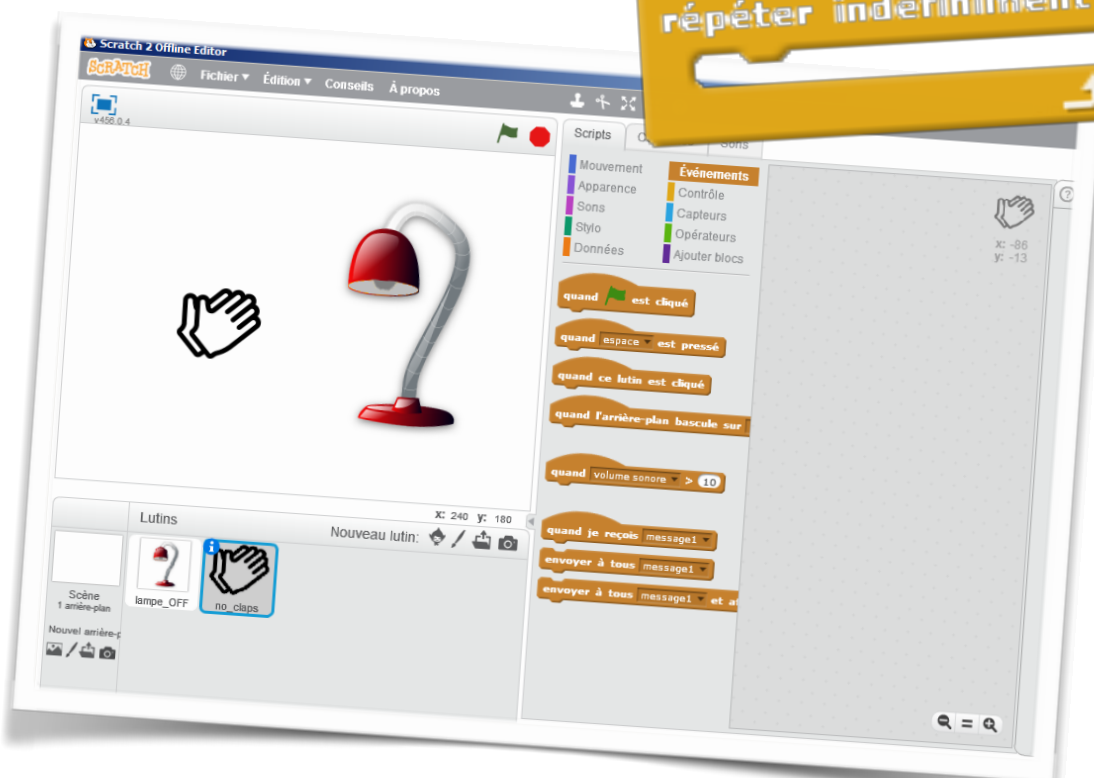 répéter indéfiniment
Scratch 2 Offline Editor
SCRATCH
Fichier Édition Conseils À propos
v456.0.4
Scripts
Sons
Mouvement
Apparence
Sons
Stylo
Données
Événements
Contrôle
Capteurs
Opérateurs
Ajouter blocs
x: -86
y: -13
quand est cliqué
quand espace est pressé
quand ce lutin est cliqué
quand l'arrière-plan bascule sur
quand volume sonore > 10
quand je reçois message1
envoyer à tous message1
envoyer à tous message1 et
x: 240 y: 180
Lutins
Nouveau lutin:
Scène
1 arrière-plan
Nouvel
lampe_OFF
no_claps